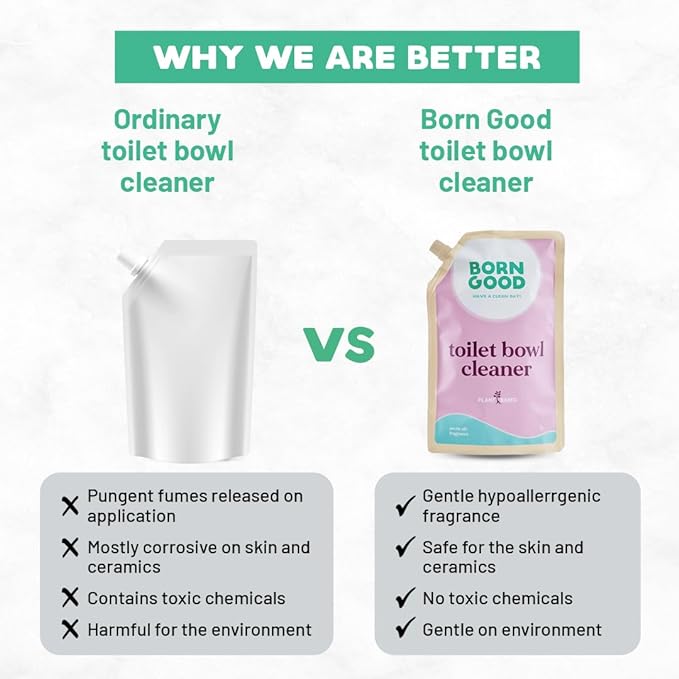 WHY WE ARE BETTER
Ordinary
toilet bowl
cleaner
Born Good
toilet bowl
cleaner
VS
BORN
GOOD
HAVE A CLEAN DAY!
toilet bowl
cleaner
PLANT BASED
fragrance
Pungent fumes released on
application
Mostly corrosive on skin and
ceramics
Contains toxic chemicals
Harmful for the environment
Gentle hypoallerrgenic
fragrance
Safe for the skin and
ceramics
No toxic chemicals
Gentle on environment